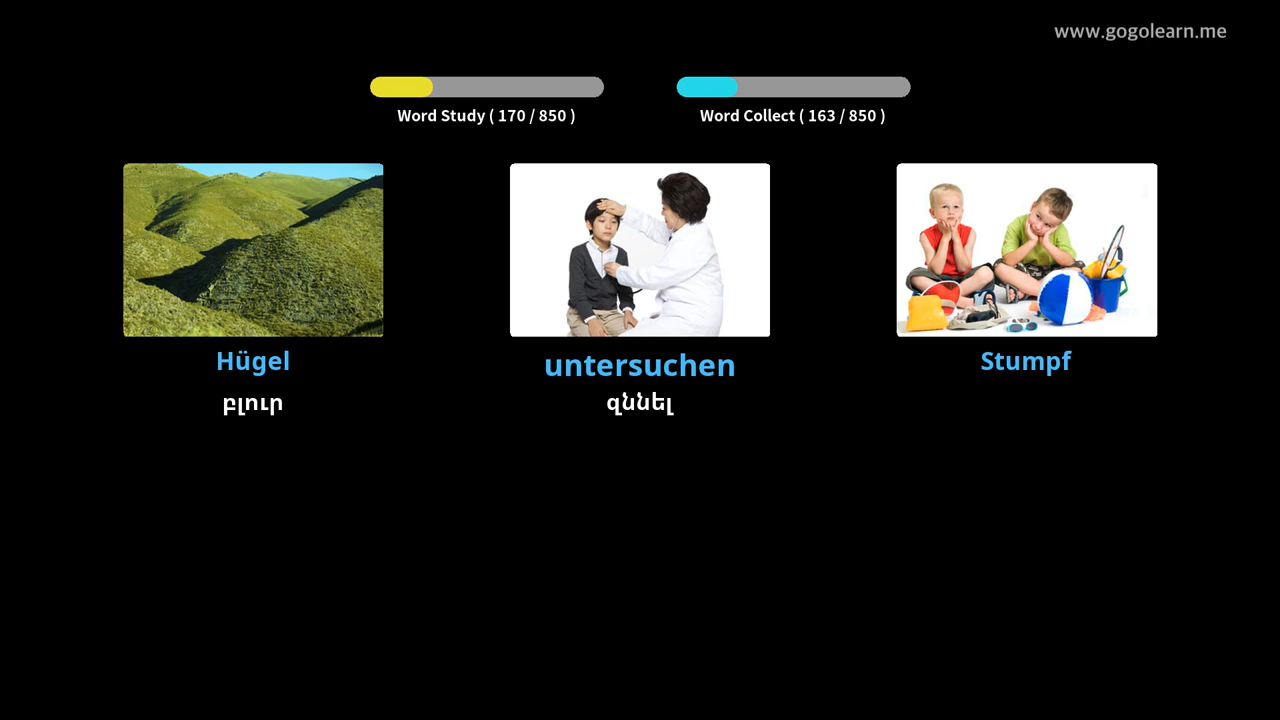 www.gogolearn.me
Word Study ( 170 / 850 )
Word Collect ( 163 / 850 )
Hügel
բլուր
untersuchen
զննել
Stumpf